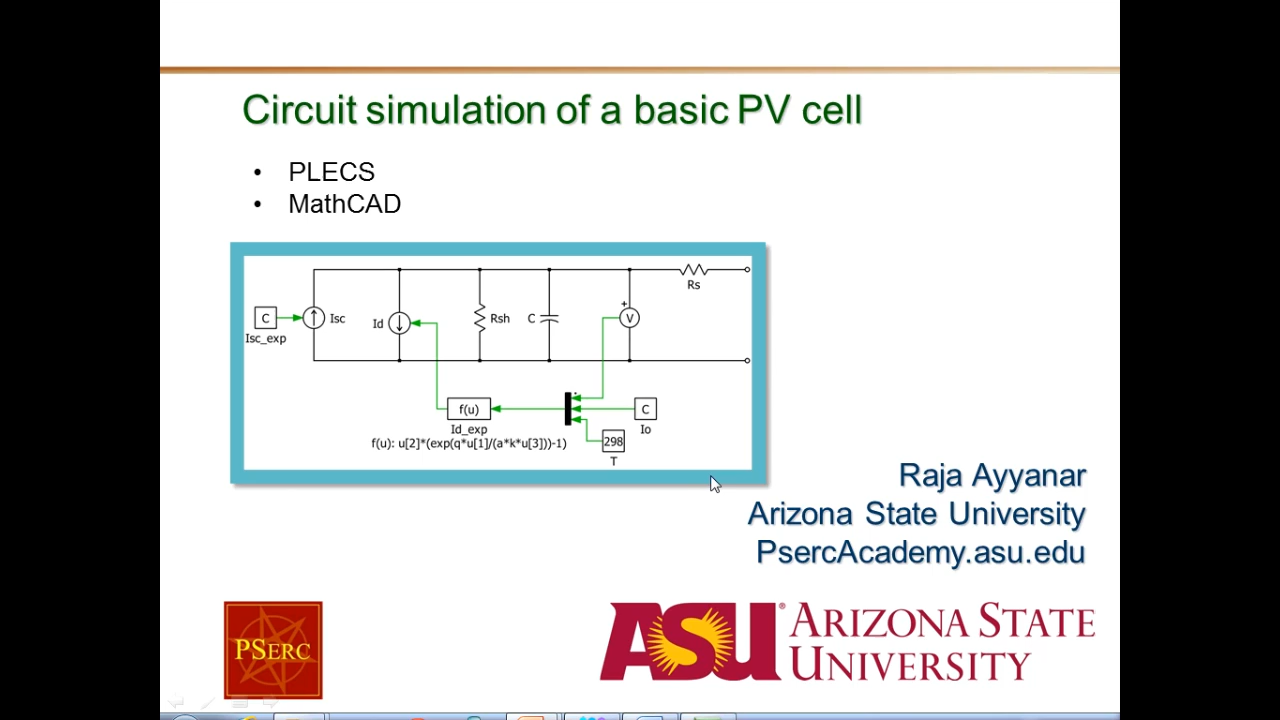 Circuit simulation of a basic PV cell
• PLECS
• MathCAD
Rs
C
Isc_exp
Isc
Id
Rsh
C
+
V
f(u)
Id_exp
f(u): u[2]*(exp(q*u[1]/(a*k*u[3]))-1)
C
Io
298
T
Raja Ayyanar
Arizona State University
PsercAcademy.asu.edu
PSERC
ASU® ARIZONA STATE
UNIVERSITY